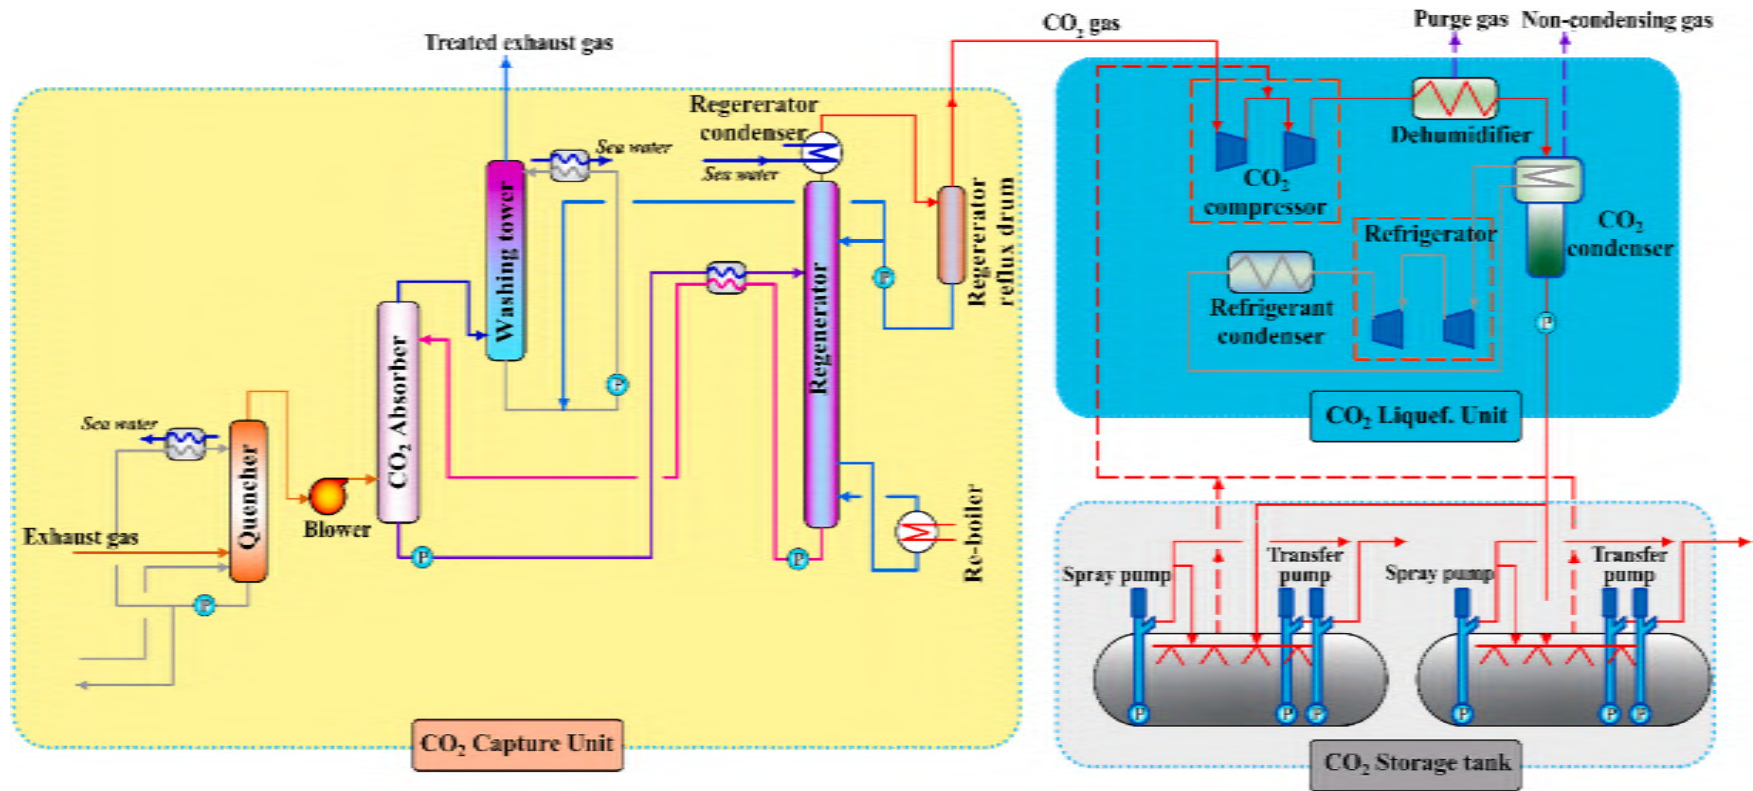 Treated exhaust gas
CO₂ gas
Purge gas
Non-condensing gas
Regererator
condenser
Sea water
Sea water
Washing tower
Regererator
reflux drum
CO₂ Absorber
Regenerator
Sea water
Quencher
Exhaust gas
Blower
P
P
P
P
P
Re-boiler
CO₂ Capture Unit
Dehumidifier
CO₂
compressor
CO₂
condenser
Refrigerator
Refrigerant
condenser
P
CO₂ Liquef. Unit
Spray pump
Transfer
pump
Spray pump
Transfer
pump
P
P
P
P
P
P
CO₂ Storage tank